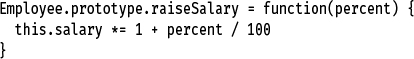 Employee.prototype.raiseSalary = function(percent) {
  this.salary *= 1 + percent / 100
}